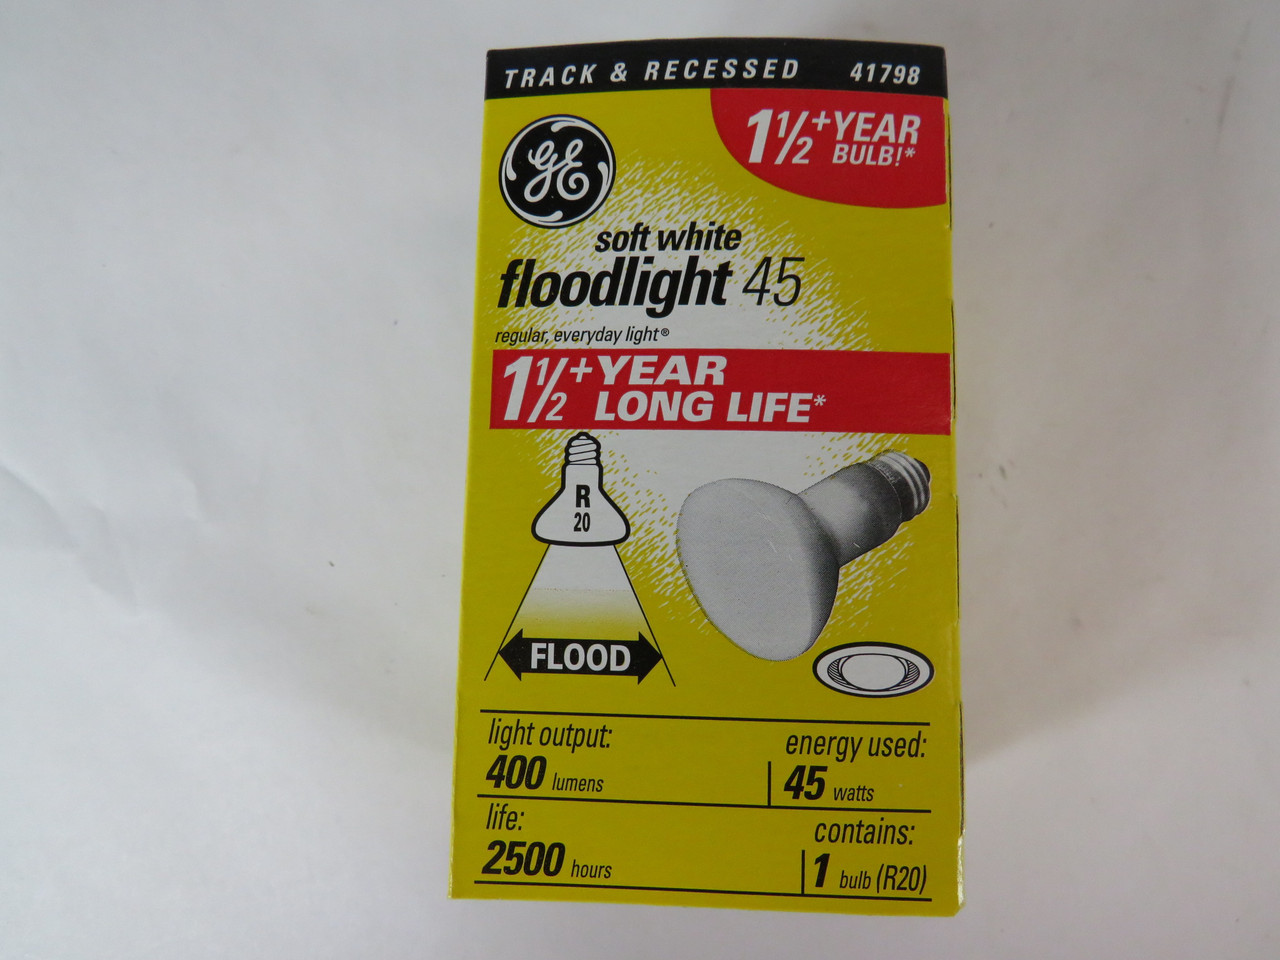 TRACK & RECESSED 41798
1½+ YEAR
BULB!*
GE
soft white
floodlight 45
regular, everyday light®
1½+ YEAR
LONG LIFE*
R
20
FLOOD
light output:
400 lumens
energy used:
45 watts
life:
2500 hours
contains:
1 bulb (R20)